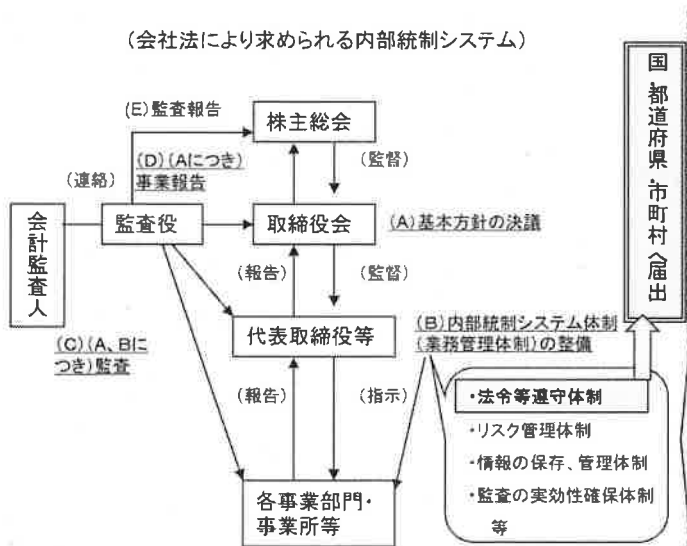 (会社法により求められる内部統制システム)
(E)監査報告
株主総会
(D)(Aにつき)
事業報告
(監督)
(連絡)
会計監査人
監査役
取締役会
(A)基本方針の決議
(報告)
(監督)
代表取締役等
(C)(A、Bに
つき)監査
(報告)
(指示)
各事業部門・
事業所等
(B)内部統制システム体制
(業務管理体制)の整備
・法令等遵守体制
・リスク管理体制
・情報の保存、管理体制
・監査の実効性確保体制
等
国・都道府県・市町村へ届出